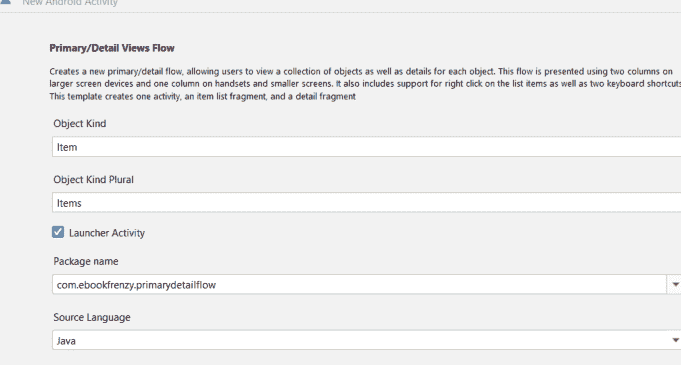 New Android Activity
Primary/Detail Views Flow
Creates a new primary/detail flow, allowing users to view a collection of objects as well as details for each object. This flow is presented using two columns on
larger screen devices and one column on handsets and smaller screens. It also includes support for right click on the list items as well as two keyboard shortcuts
This template creates one activity, an item list fragment, and a detail fragment
Object Kind
Item
Object Kind Plural
Items
Launcher Activity
Package name
com.ebookfrenzy.primarydetailflow
Source Language
Java